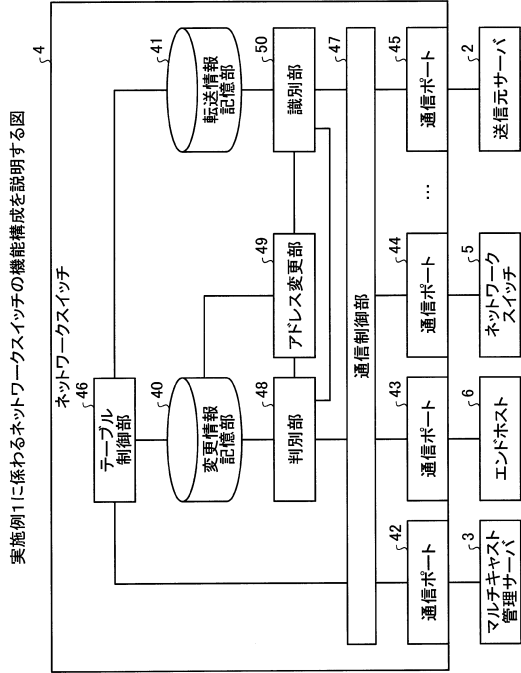 実施例1に係わるネットワークスイッチの機能構成を説明する図
4
ネットワークスイッチ
46
テーブル
制御部
40
変更情報
記憶部
41
転送情報
記憶部
48
判別部
49
アドレス変更部
50
識別部
47
通信制御部
42
通信ポート
43
通信ポート
44
通信ポート
…
45
通信ポート
3
マルチキャスト
管理サーバ
6
エンドホスト
5
ネットワーク
スイッチ
2
送信元サーバ